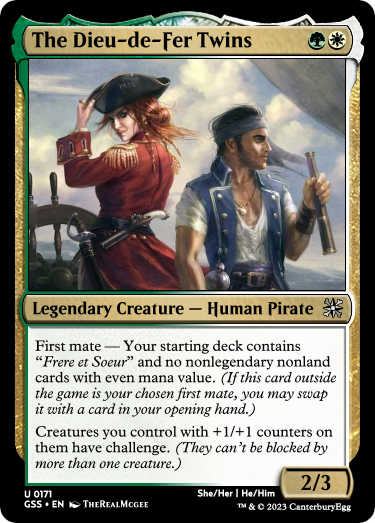 The Dieu-de-Fer Twins
Legendary Creature — Human Pirate
First mate — Your starting deck contains
“Frere et Soeur” and no nonlegendary nonland
cards with even mana value. (If this card outside
the game is your chosen first mate, you may
swap it with a card in your opening hand.)
Creatures you control with +1/+1 counters on
them have challenge. (They can't be blocked by
more than one creature.)
2/3
U 0171
GSS • EN TheRealMcgee
She/Her | He/Him
™ & © 2023 CanterburyEgg